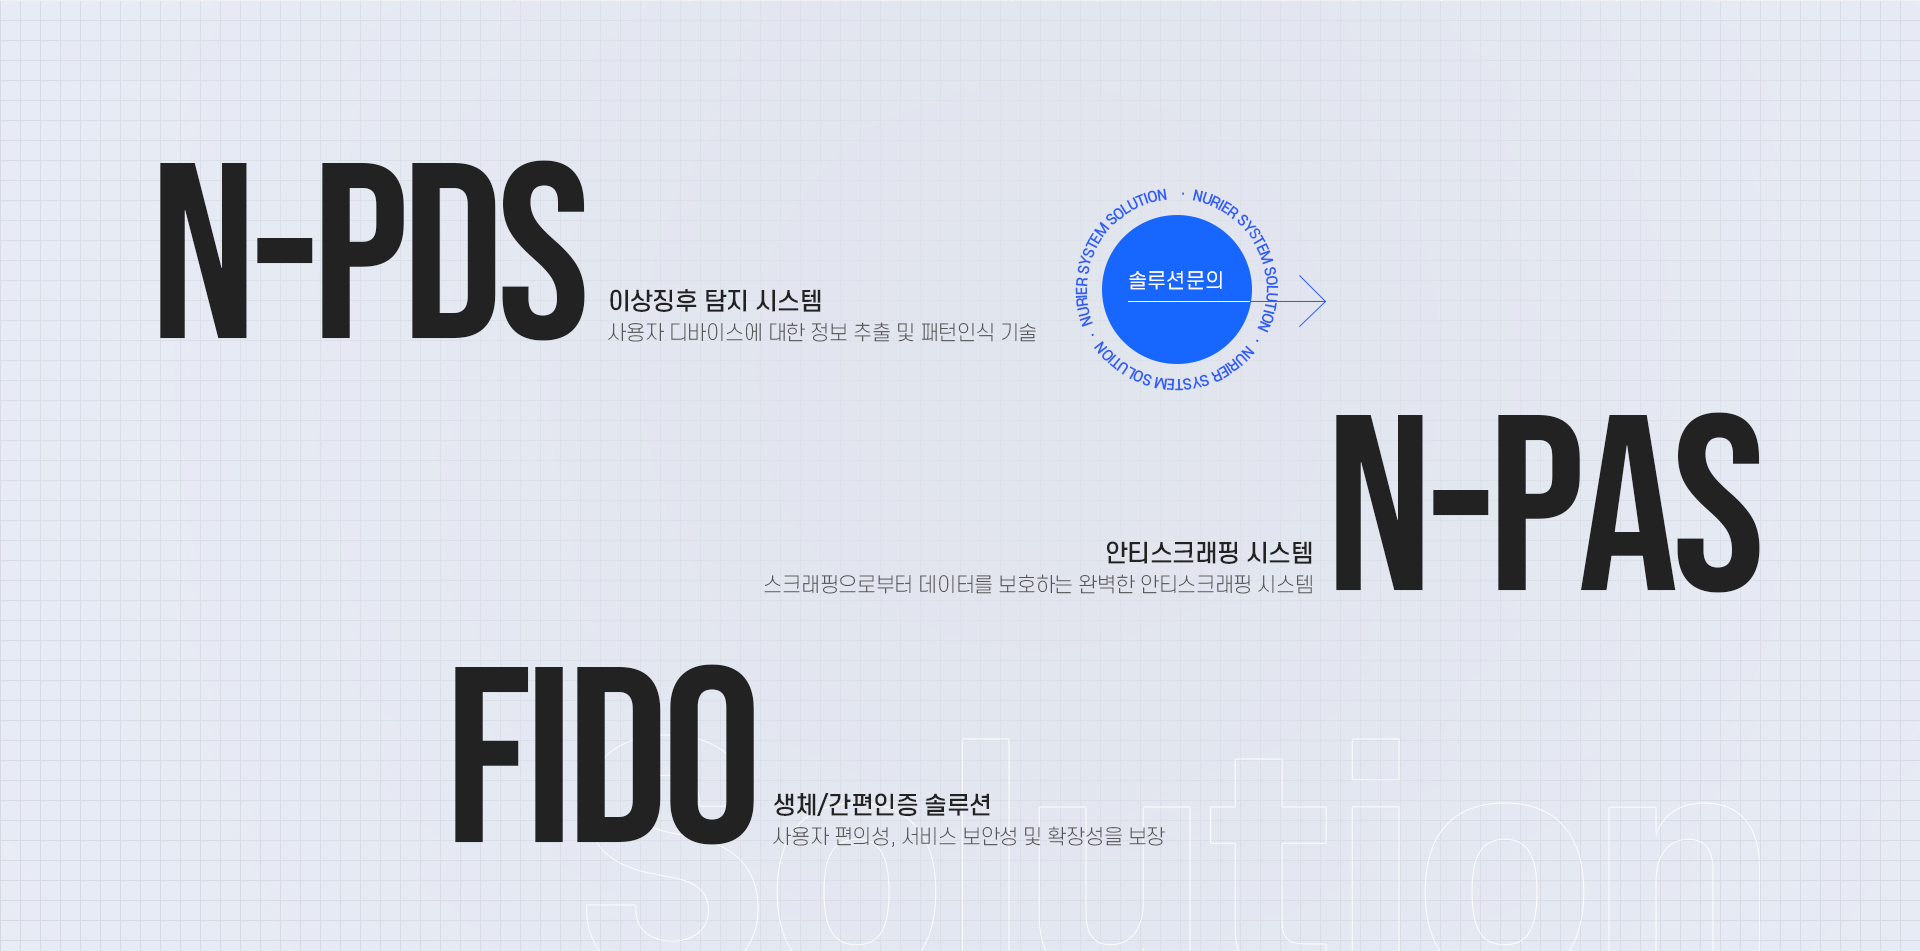 N-PDS
이상징후 탐지 시스템
사용자 디바이스에 대한 정보 추출 및 패턴인식 기술
· NURIER SYSTEM SOLUTION · NURIER SYSTEM SOLUTION · NURIER SYSTEM SOLUTION
솔루션문의
N-PAS
안티스크래핑 시스템
스크래핑으로부터 데이터를 보호하는 완벽한 안티스크래핑 시스템
FIDO
생체/간편인증 솔루션
사용자 편의성, 서비스 보안성 및 확장성을 보장
Solution